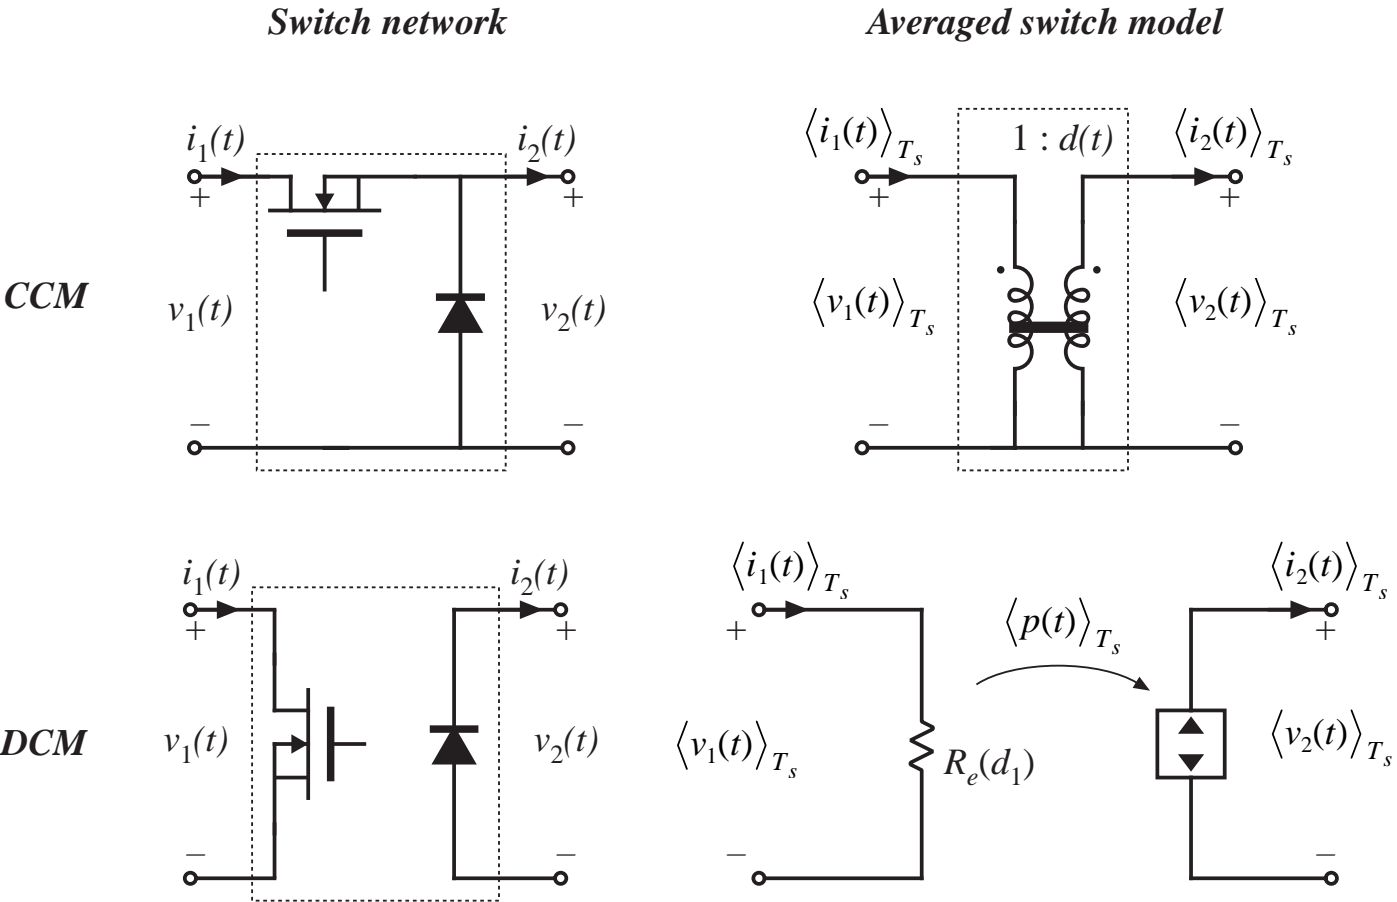 Switch network
Averaged switch model
CCM
i₁(t)
i₂(t)
+
+
v₁(t)
v₂(t)
−
−
⟨i₁(t)⟩Tₛ
1 : d(t)
⟨i₂(t)⟩Tₛ
+
+
⟨v₁(t)⟩Tₛ
⟨v₂(t)⟩Tₛ
−
−
DCM
i₁(t)
i₂(t)
+
+
v₁(t)
v₂(t)
−
−
⟨i₁(t)⟩Tₛ
⟨p(t)⟩Tₛ
⟨i₂(t)⟩Tₛ
+
+
⟨v₁(t)⟩Tₛ
Rₑ(d₁)
⟨v₂(t)⟩Tₛ
−
−